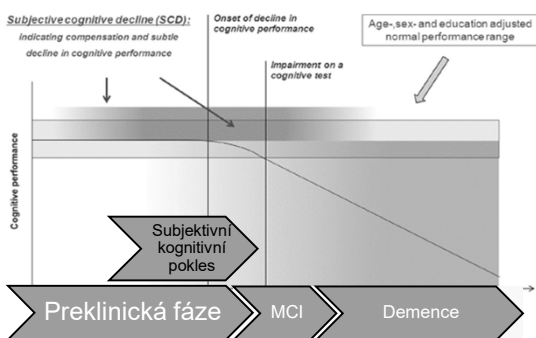 Subjective cognitive decline (SCD):
indicating compensation and subtle
decline in cognitive performance
Onset of decline in
cognitive performance
Impairment on a
cognitive test
Age-,sex- and education adjusted
normal performance range
Cognitive performance
Subjektivní
kognitivní
pokles
Preklinická fáze
MCI
Demence